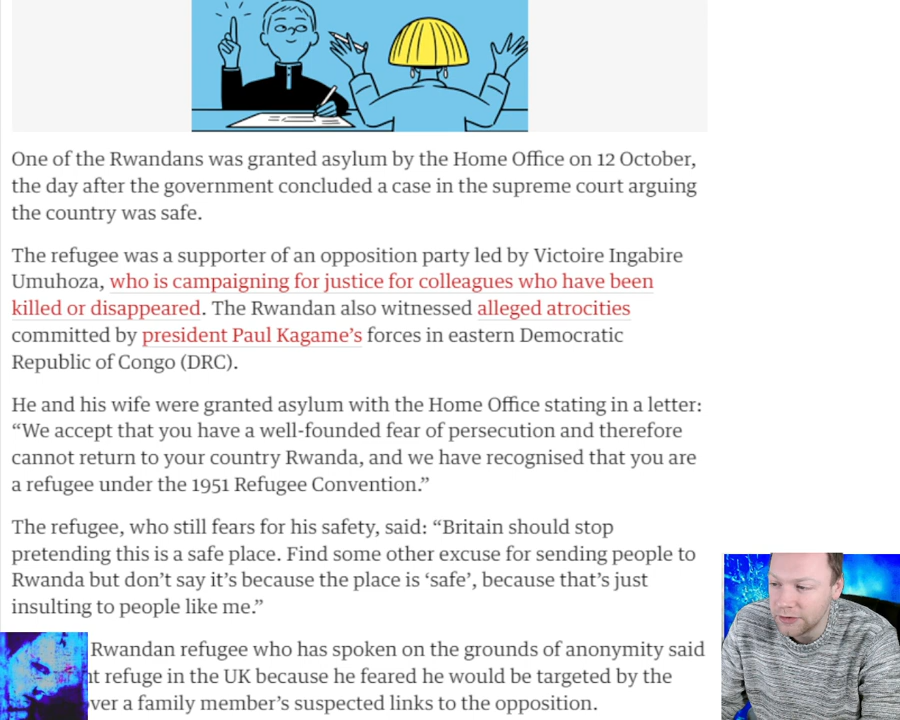 One of the Rwandans was granted asylum by the Home Office on 12 October,
the day after the government concluded a case in the supreme court arguing
the country was safe.
The refugee was a supporter of an opposition party led by Victoire Ingabire
Umuhoza, who is campaigning for justice for colleagues who have been
killed or disappeared. The Rwandan also witnessed alleged atrocities
committed by president Paul Kagame’s forces in eastern Democratic
Republic of Congo (DRC).
He and his wife were granted asylum with the Home Office stating in a letter:
“We accept that you have a well-founded fear of persecution and therefore
cannot return to your country Rwanda, and we have recognised that you are
a refugee under the 1951 Refugee Convention.”
The refugee, who still fears for his safety, said: “Britain should stop
pretending this is a safe place. Find some other excuse for sending people to
Rwanda but don’t say it’s because the place is ‘safe’, because that’s just
insulting to people like me.”
Rwandan refugee who has spoken on the grounds of anonymity said
refuge in the UK because he feared he would be targeted by the
a family member’s suspected links to the opposition.